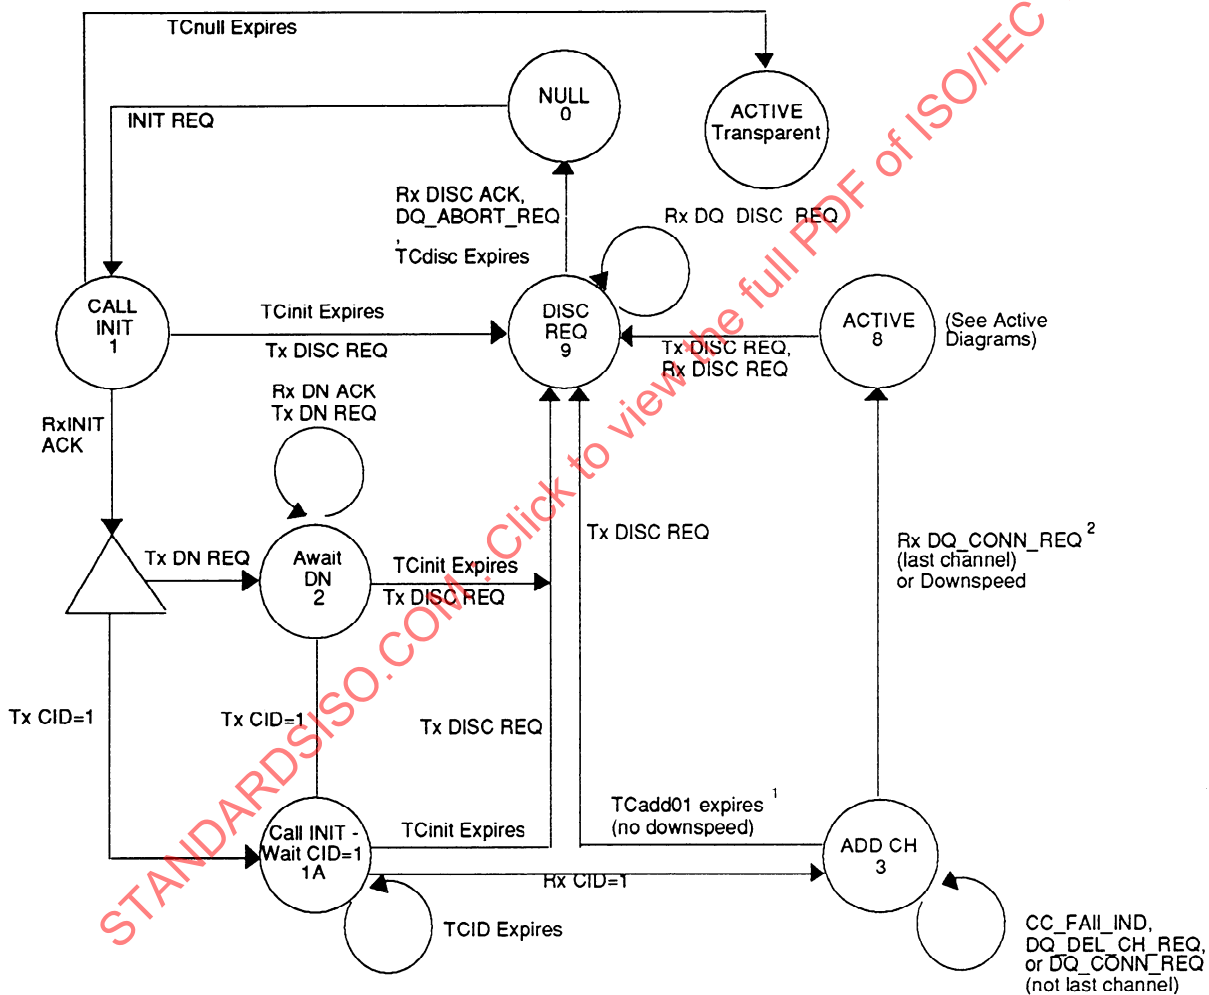 TCnull Expires
NULL
0
ACTIVE
Transparent
INIT REQ
Rx DISC ACK,
DQ_ABORT_REQ
,
TCdisc Expires
Rx DQ_DISC_REQ
CALL
INIT
1
TCinit Expires
Tx DISC REQ
DISC
REQ
9
Tx DISC REQ,
Rx DISC REQ
ACTIVE
8
(See Active
Diagrams)
RxINIT
ACK
Rx DN ACK
Tx DN REQ
Tx DN REQ
Await
DN
2
TCinit Expires
Tx DISC REQ
Tx DISC REQ
Rx DQ_CONN_REQ 2
(last channel)
or Downspeed
Tx CID=1
Tx CID=1
Tx DISC REQ
TCadd01 expires 1
(no downspeed)
Call INIT -
Wait CID=1
1A
TCinit Expires
Rx CID=1
ADD CH
3
TCID Expires
CC_FAIl_IND,
DQ_DEL_CH_REQ,
or DQ_CONN_REQ
(not last channel)
STANDARDSISO.COM : Click to view the full PDF of ISO/IEC